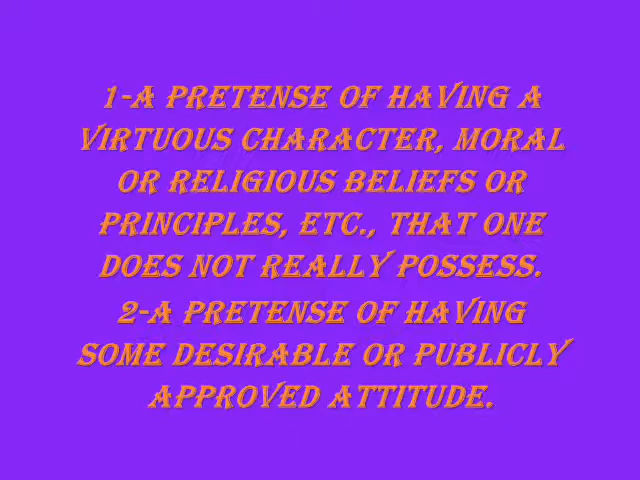 1-A PRETENSE OF HAVING A
VIRTUOUS CHARACTER, MORAL
OR RELIGIOUS BELIEFS OR
PRINCIPLES, ETC., THAT ONE
DOES NOT REALLY POSSESS.
2-A PRETENSE OF HAVING
SOME DESIRABLE OR PUBLICLY
APPROVED ATTITUDE.